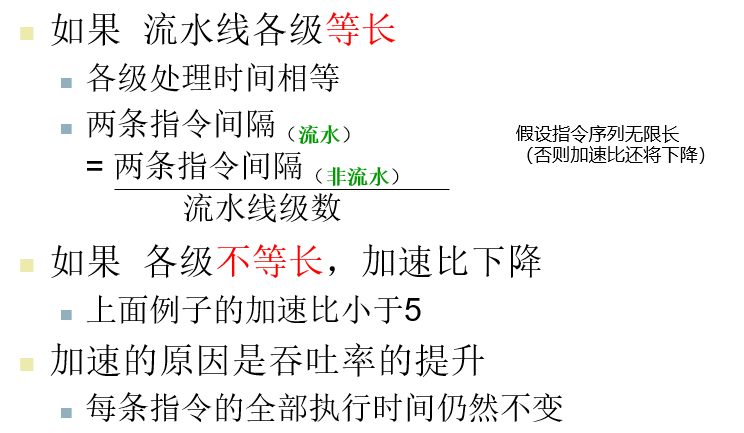 如果 流水线各级等长
各级处理时间相等
两条指令间隔（流水）
= 两条指令间隔（非流水）
流水线级数
假设指令序列无限长
（否则加速比还将下降）
如果 各级不等长，加速比下降
上面例子的加速比小于5
加速的原因是吞吐率的提升
每条指令的全部执行时间仍然不变